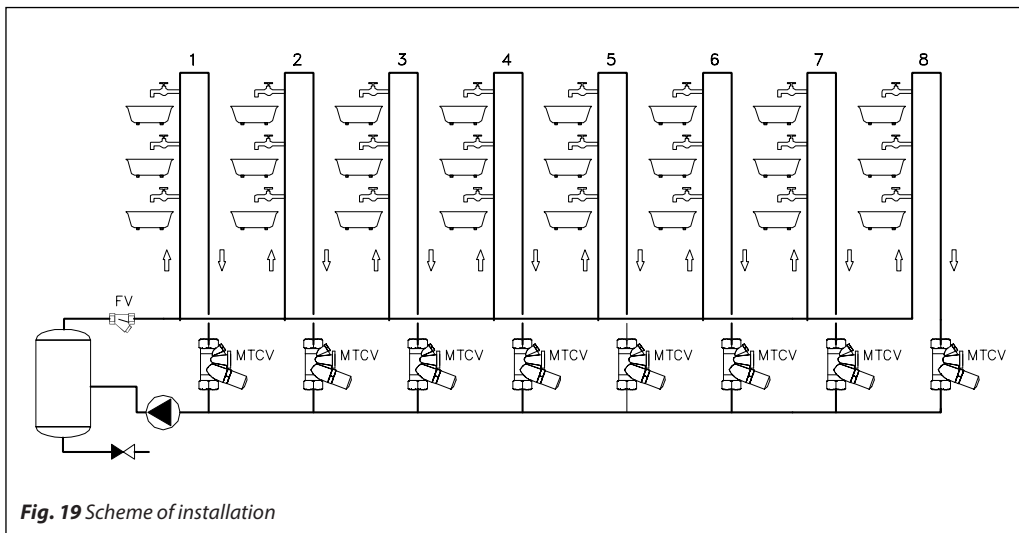 1 2 3 4 5 6 7 8
FV
MTCV MTCV MTCV MTCV MTCV MTCV MTCV MTCV
Fig. 19 Scheme of installation